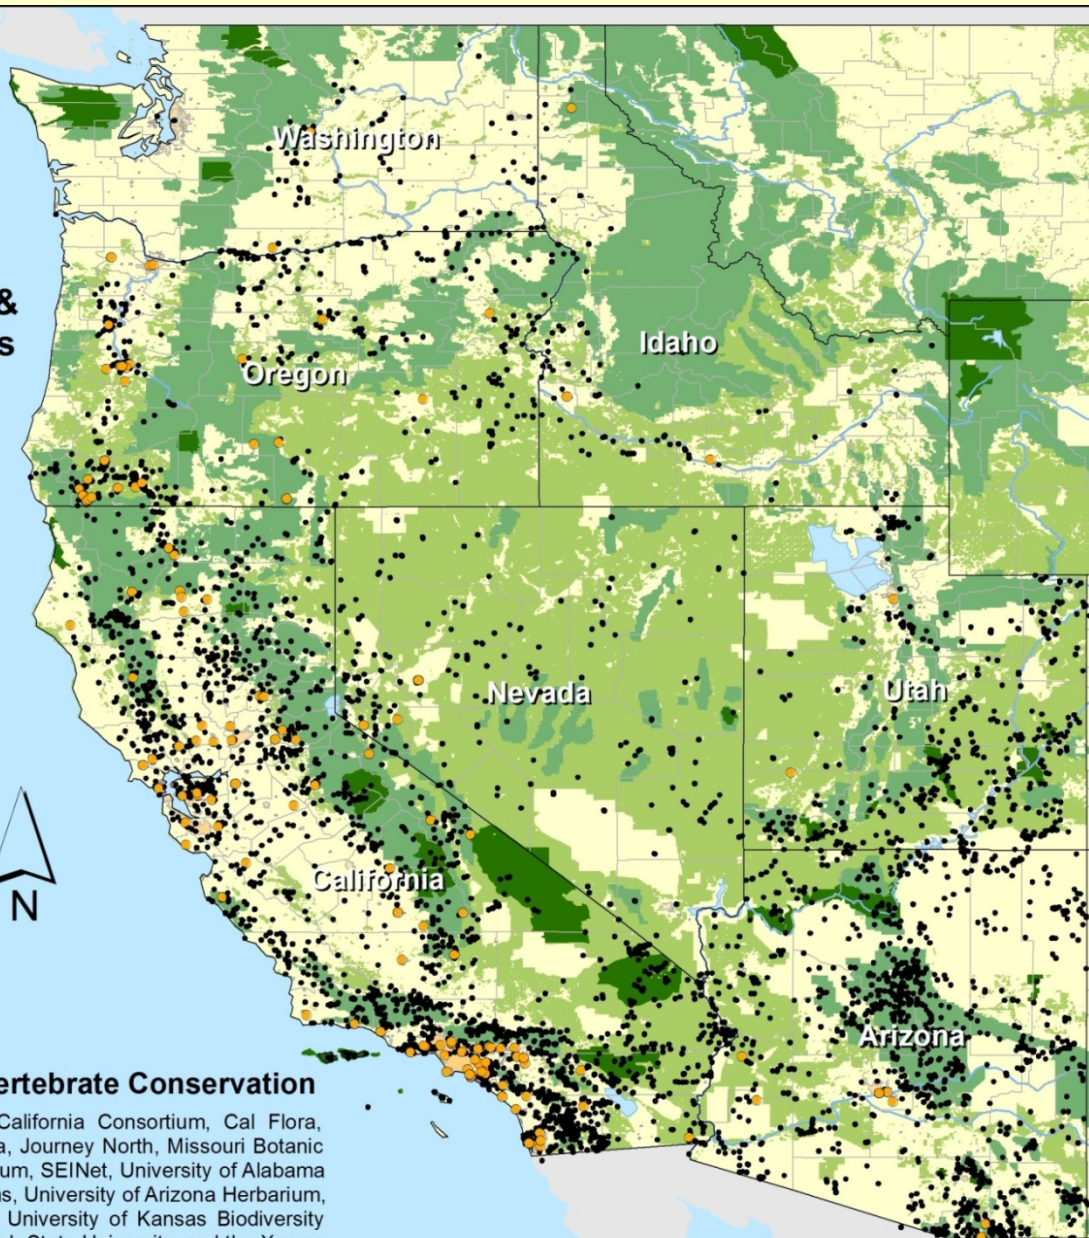 Washington
&
s
Idaho
Oregon
Nevada
Utah
California
N
Arizona
ertebrate Conservation
California Consortium, Cal Flora,
a, Journey North, Missouri Botanic
um, SEINet, University of Alabama
s, University of Arizona Herbarium,
University of Kansas Biodiversity